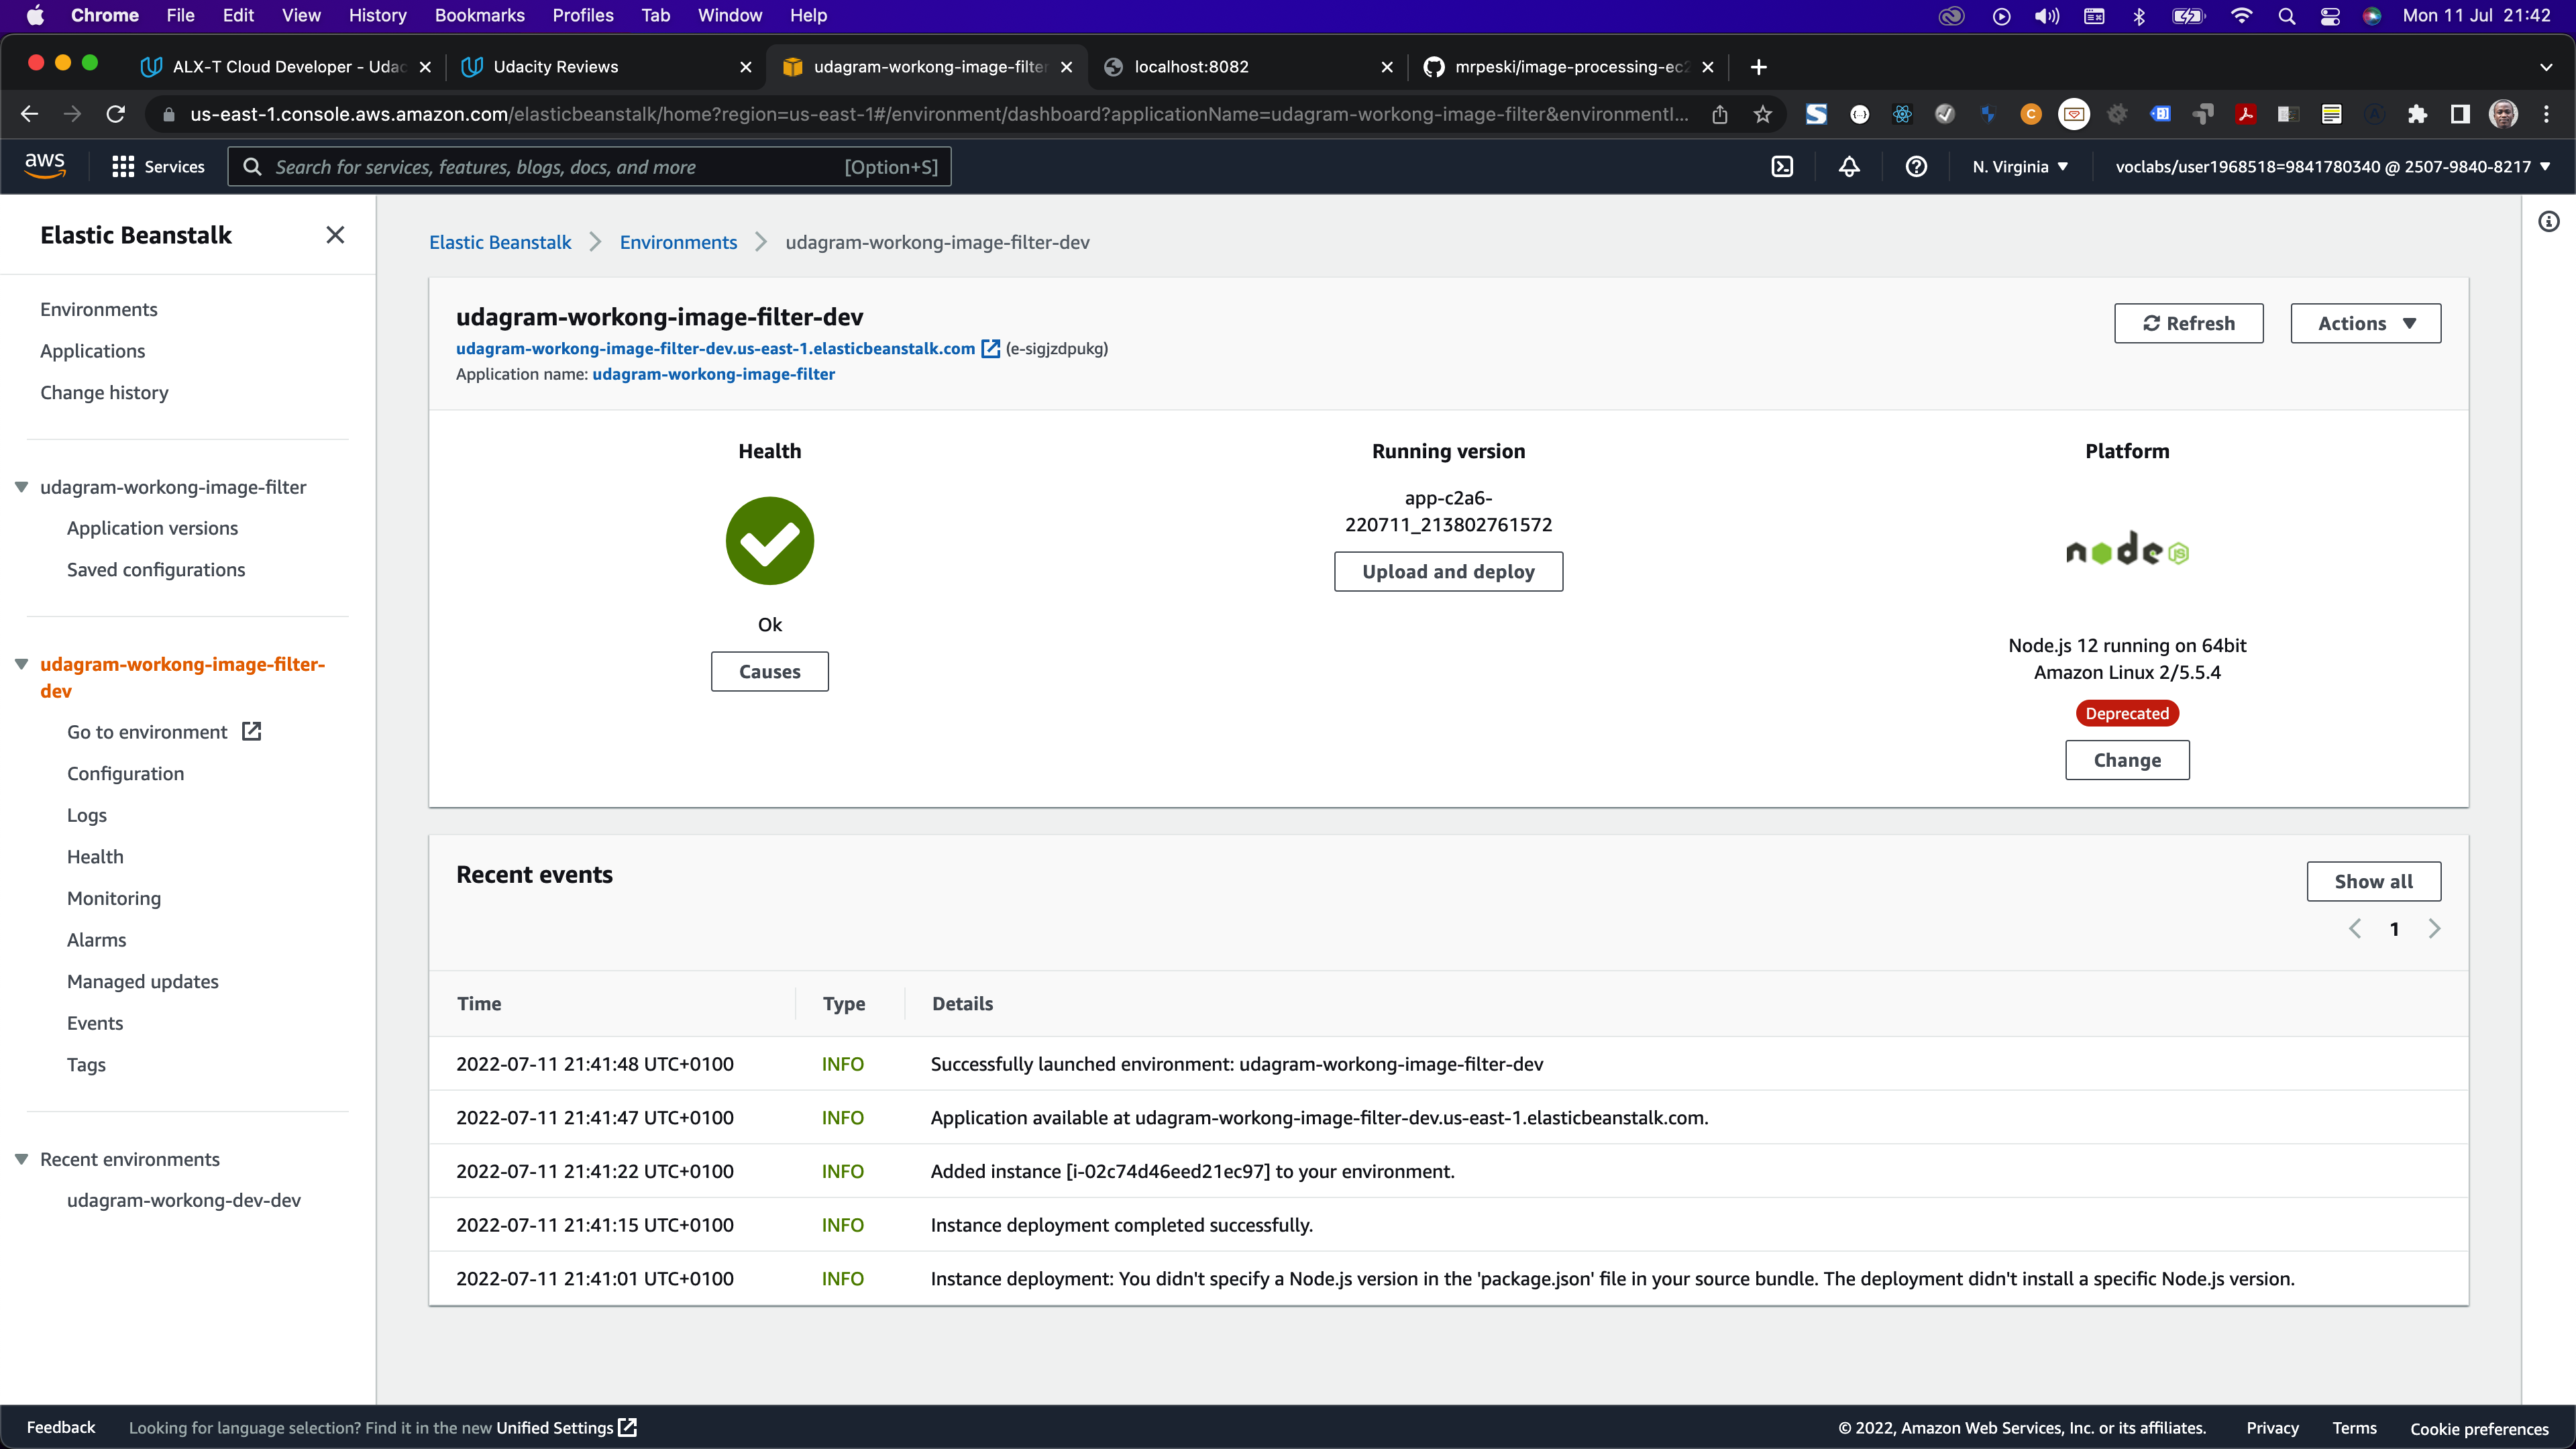 Chrome File Edit View History Bookmarks Profiles Tab Window Help Mon 11 Jul 21:42
ALX-T Cloud Developer - Udac Udacity Reviews udagram-workong-image-filter localhost:8082 mrpeski/image-processing-ec2
us-east-1.console.aws.amazon.com/elasticbeanstalk/home?region=us-east-1#/environment/dashboard?applicationName=udagram-workong-image-filter&environmentI...
aws Services Search for services, features, blogs, docs, and more [Option+S] N. Virginia voclabs/user1968518=9841780340 @ 2507-9840-8217
Elastic Beanstalk
Environments
Applications
Change history
udagram-workong-image-filter
Application versions
Saved configurations
udagram-workong-image-filter-
dev
Go to environment
Configuration
Logs
Health
Monitoring
Alarms
Managed updates
Events
Tags
Recent environments
udagram-workong-dev-dev
Elastic Beanstalk Environments udagram-workong-image-filter-dev
udagram-workong-image-filter-dev
udagram-workong-image-filter-dev.us-east-1.elasticbeanstalk.com (e-sigjzdpukg)
Application name: udagram-workong-image-filter
Refresh Actions
Health
Ok
Causes
Running version
app-c2a6-
220711_213802761572
Upload and deploy
Platform
node JS
Node.js 12 running on 64bit
Amazon Linux 2/5.5.4
Deprecated
Change
Recent events
Show all
1
Time Type Details
2022-07-11 21:41:48 UTC+0100 INFO Successfully launched environment: udagram-workong-image-filter-dev
2022-07-11 21:41:47 UTC+0100 INFO Application available at udagram-workong-image-filter-dev.us-east-1.elasticbeanstalk.com.
2022-07-11 21:41:22 UTC+0100 INFO Added instance [i-02c74d46eed21ec97] to your environment.
2022-07-11 21:41:15 UTC+0100 INFO Instance deployment completed successfully.
2022-07-11 21:41:01 UTC+0100 INFO Instance deployment: You didn't specify a Node.js version in the 'package.json' file in your source bundle. The deployment didn't install a specific Node.js version.
Feedback Looking for language selection? Find it in the new Unified Settings © 2022, Amazon Web Services, Inc. or its affiliates. Privacy Terms Cookie preferences